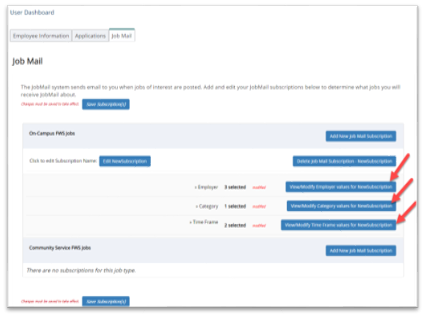 User Dashboard
Employee Information Applications Job Mail
Job Mail
The JobMail system sends email to you when jobs of interest are posted. Add and edit your JobMail subscriptions below to determine what jobs you will
receive JobMail about.
Changes must be saved to take effect. Save Subscription(s)
On-Campus FWS Jobs Add New Job Mail Subscription
Click to edit Subscription Name: Edit NewSubscription Delete Job Mail Subscription - NewSubscription
+ Employer 3 selected modified View/Modify Employer values for NewSubscription
+ Category 1 selected modified View/Modify Category values for NewSubscription
+ Time Frame 2 selected modified View/Modify Time Frame values for NewSubscription
Community Service FWS Jobs Add New Job Mail Subscription
There are no subscriptions for this job type.
Changes must be saved to take effect. Save Subscription(s)